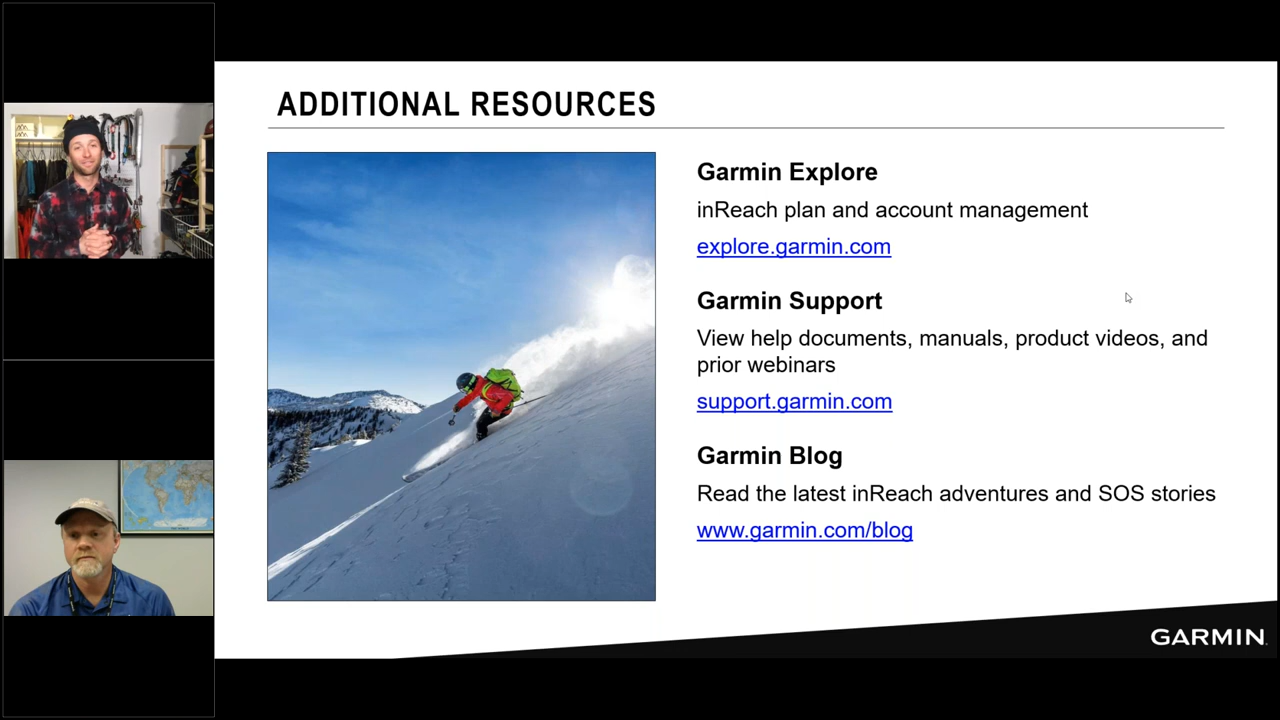 ADDITIONAL RESOURCES
Garmin Explore
inReach plan and account management
explore.garmin.com
Garmin Support
View help documents, manuals, product videos, and
prior webinars
support.garmin.com
Garmin Blog
Read the latest inReach adventures and SOS stories
www.garmin.com/blog
GARMIN